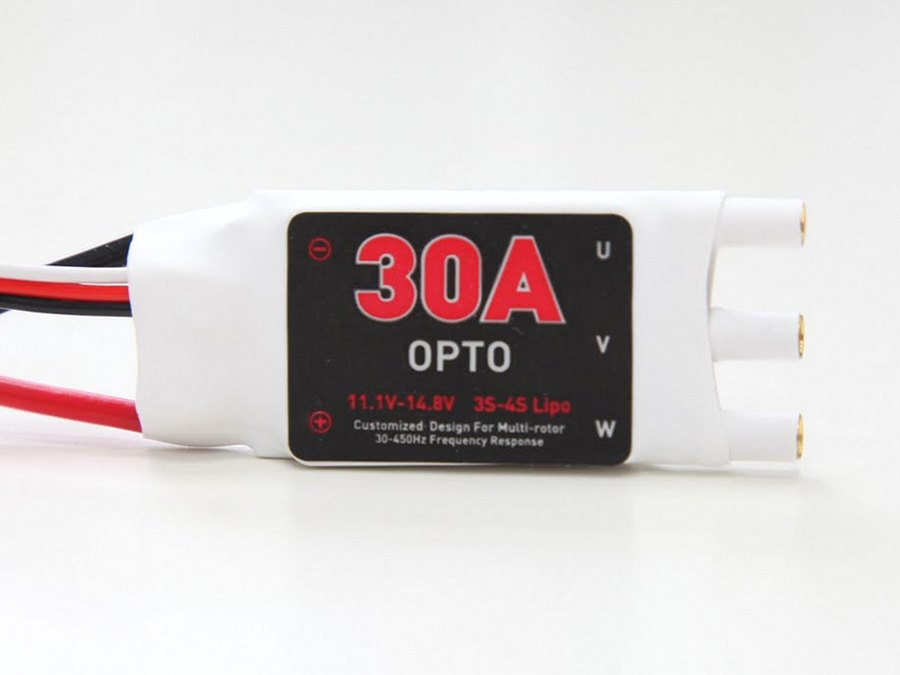 ⊖ 30A U
OPTO V
11.1V-14.8V 3S-4S Lipo
⊕ Customized Design For Multi-rotor W
30-450Hz Frequency Response